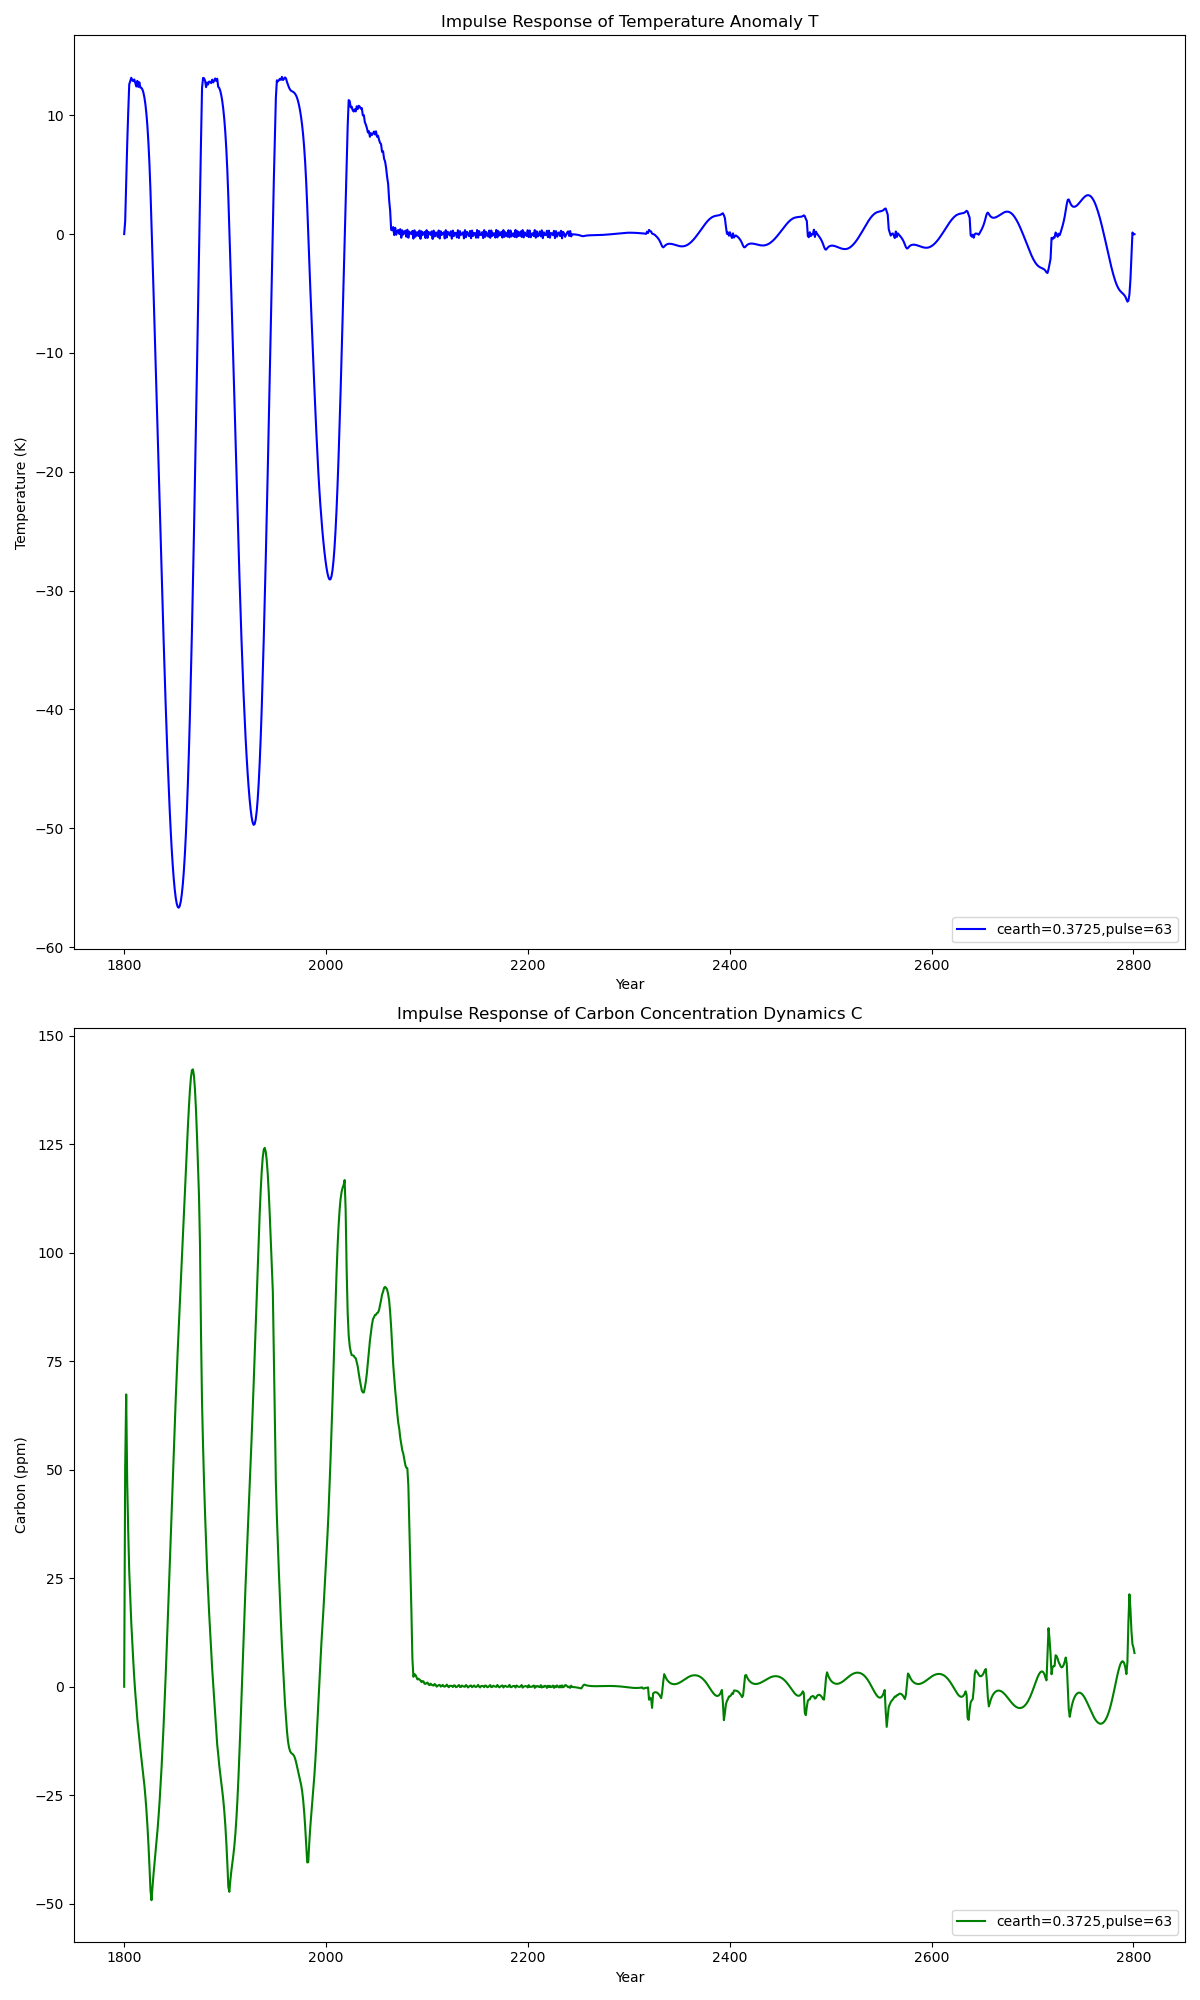 Impulse Response of Temperature Anomaly T
Temperature (K)
10
0
−10
−20
−30
−40
−50
−60
1800 2000 2200 2400 2600 2800
Year
cearth=0.3725,pulse=63
Impulse Response of Carbon Concentration Dynamics C
Carbon (ppm)
150
125
100
75
50
25
0
−25
−50
1800 2000 2200 2400 2600 2800
Year
cearth=0.3725,pulse=63